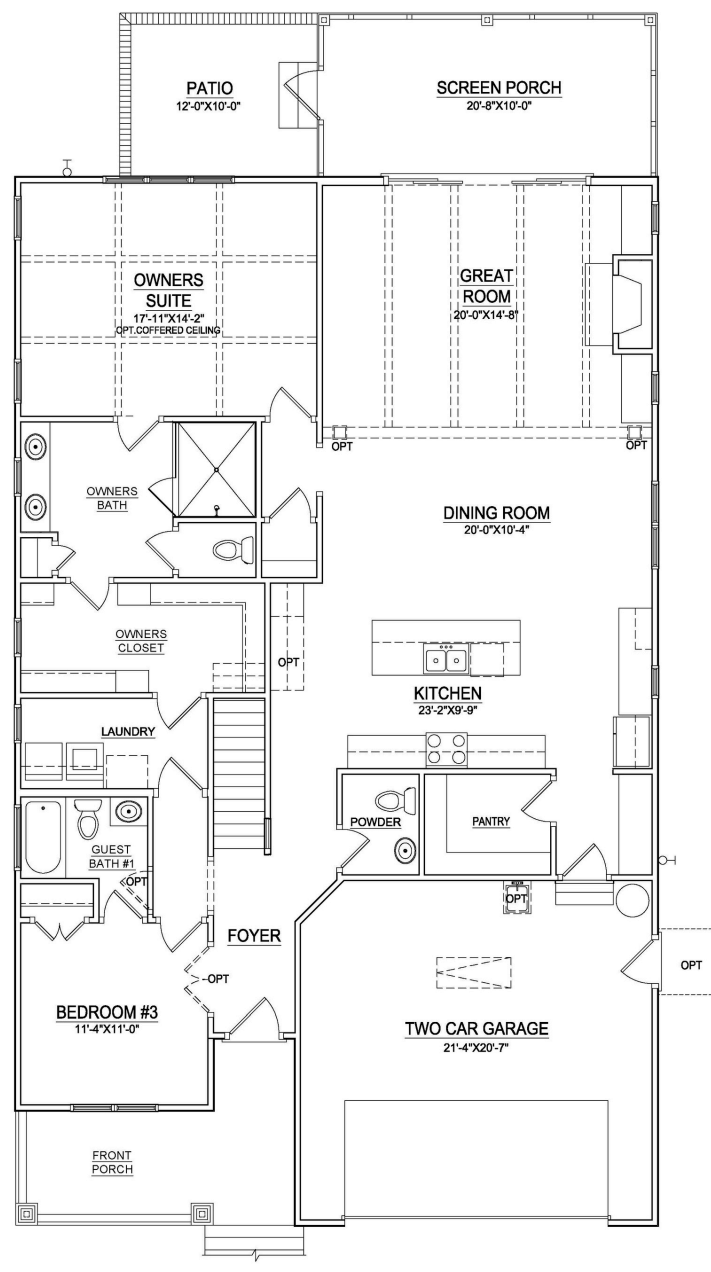 PATIO
12'-0"X10'-0"
SCREEN PORCH
20'-8"X10'-0"
OWNERS
SUITE
17'-11"X14'-2"
OPT.COFFERED CEILING
GREAT
ROOM
20'-0"X14'-8"
OPT
OPT
OWNERS
BATH
DINING ROOM
20'-0"X10'-4"
OWNERS
CLOSET
OPT
KITCHEN
23'-2"X9'-9"
LAUNDRY
POWDER
PANTRY
GUEST
BATH #1
OPT
OPT
FOYER
OPT
OPT
BEDROOM #3
11'-4"X11'-0"
TWO CAR GARAGE
21'-4"X20'-7"
FRONT
PORCH